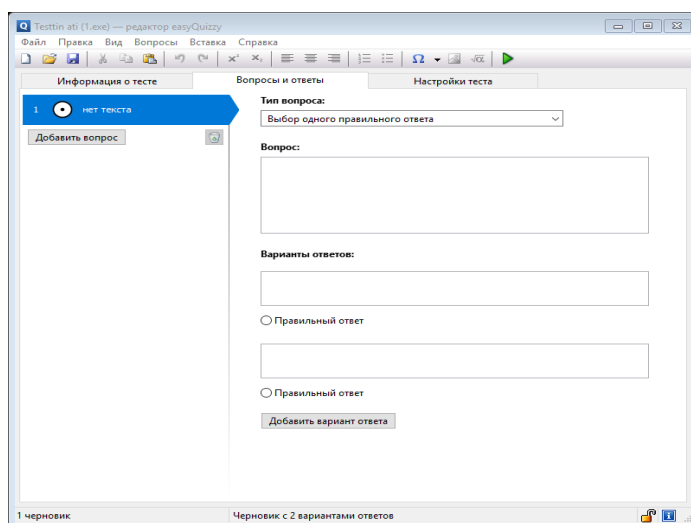 Testtin ati (1.exe) — редактор easyQuizzy
Файл Правка Вид Вопросы Вставка Справка
Информация о тесте Вопросы и ответы Настройки теста
1 нет текста
Добавить вопрос
Тип вопроса:
Выбор одного правильного ответа
Вопрос:
Варианты ответов:
Правильный ответ
Правильный ответ
Добавить вариант ответа
1 черновик Черновик с 2 вариантами ответов